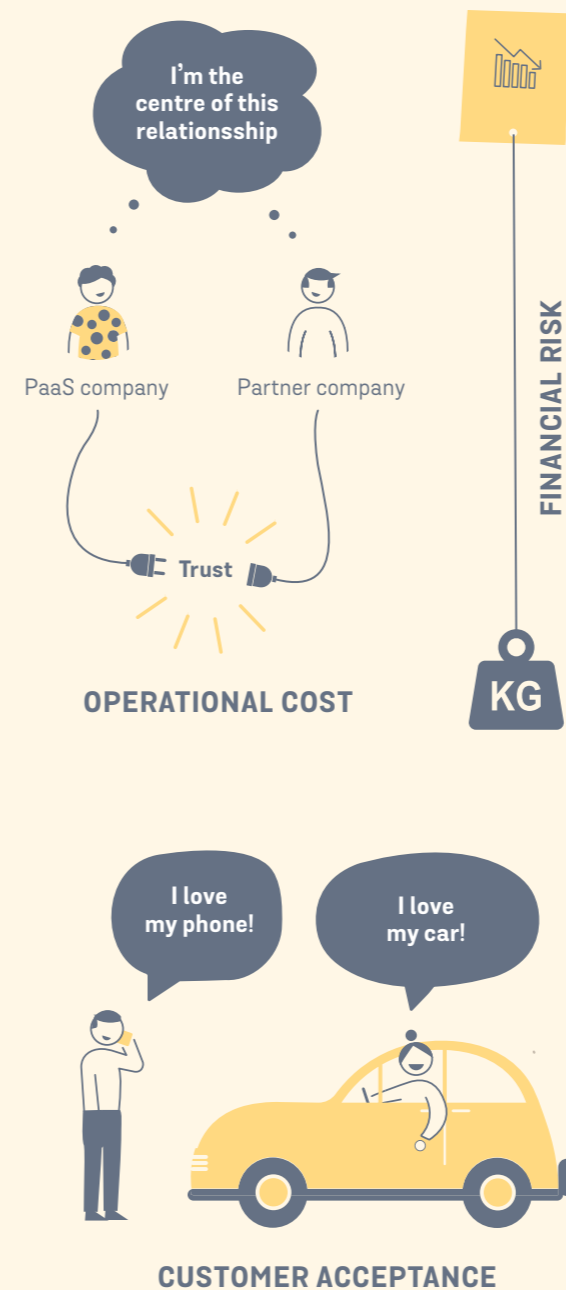 I’m the
centre of this
relationsship
PaaS company
Partner company
Trust
OPERATIONAL COST
FINANCIAL RISK
KG
I love
my phone!
I love
my car!
CUSTOMER ACCEPTANCE